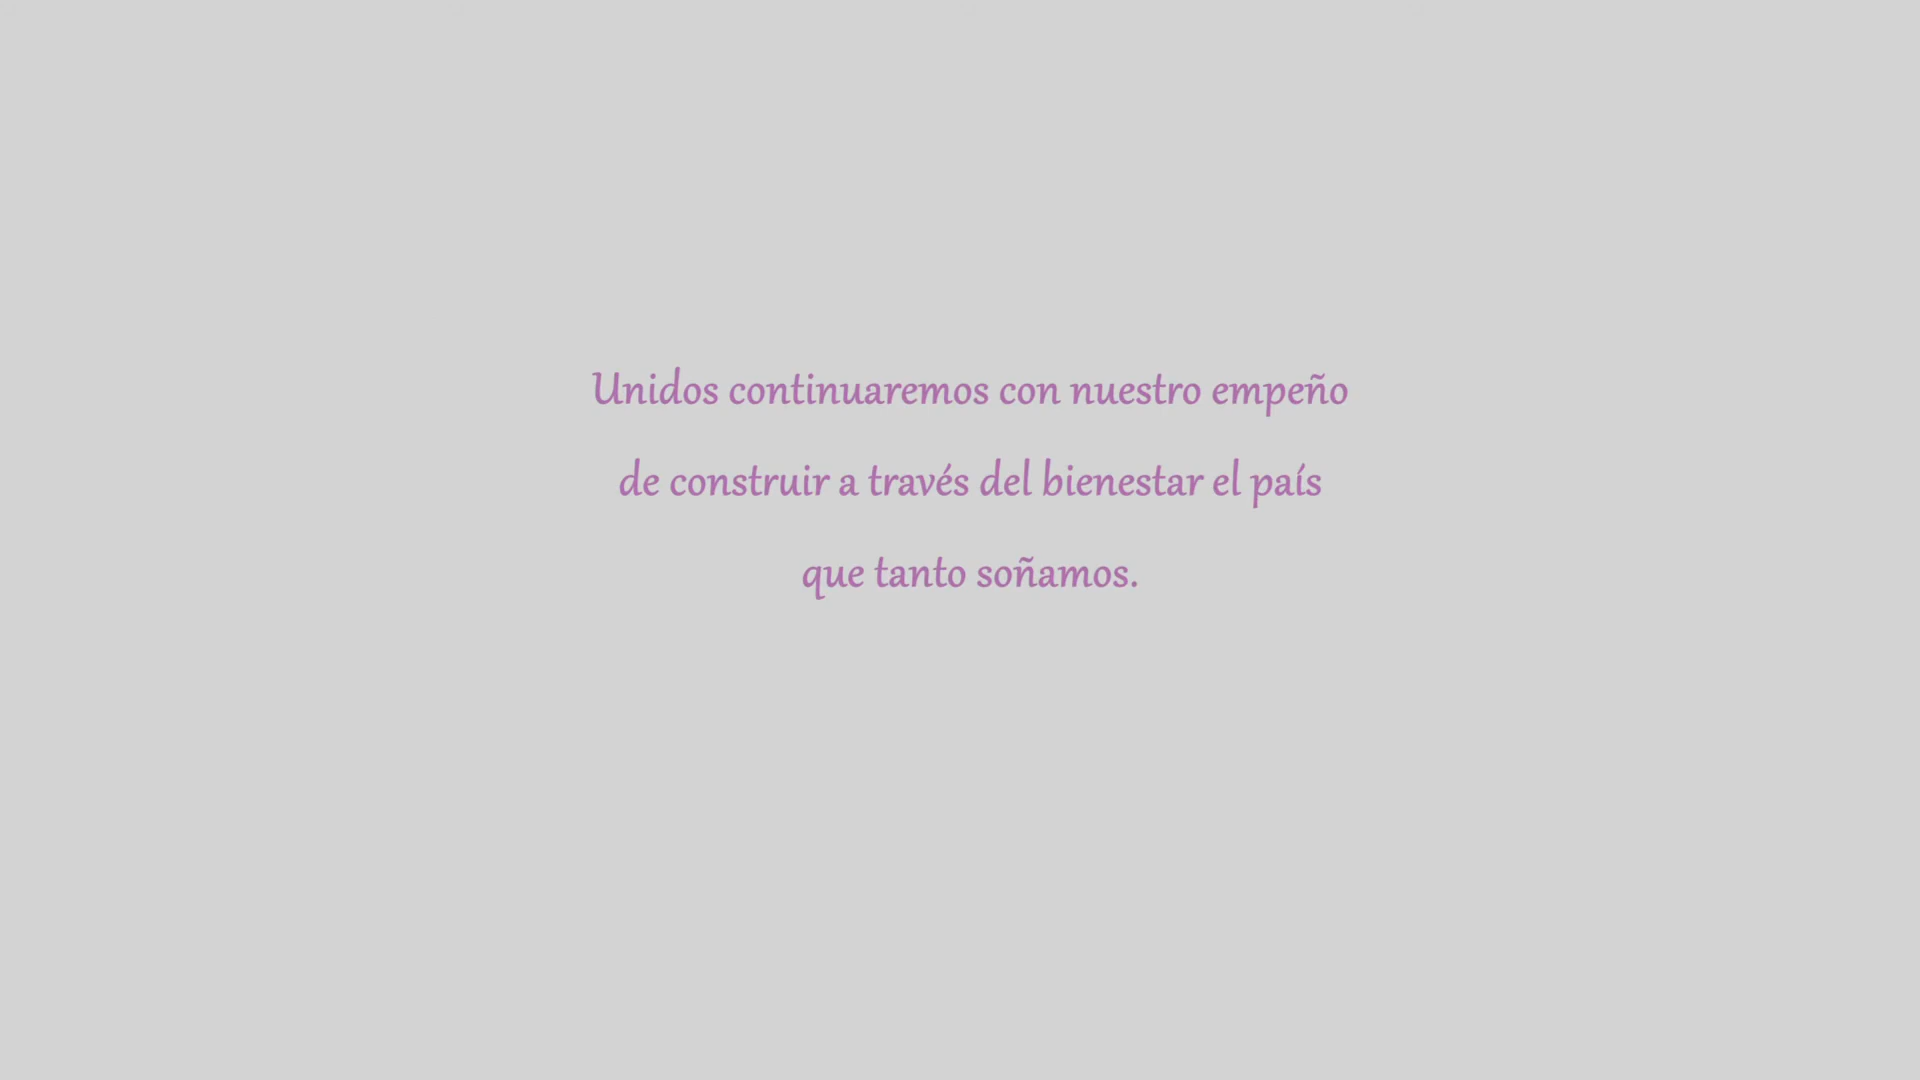 Unidos continuaremos con nuestro empeño
de construir a través del bienestar el país
que tanto soñamos.